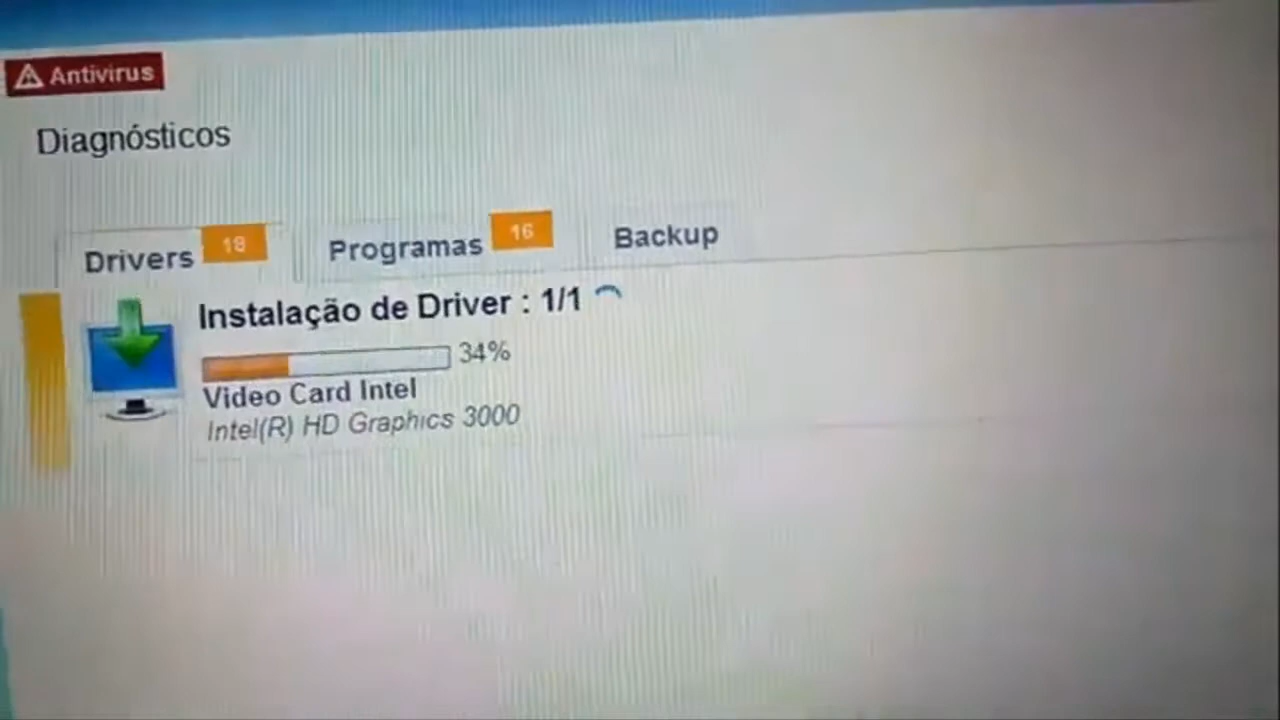 Antivirus
Diagnósticos
Drivers 18 Programas 16 Backup
Instalação de Driver : 1/1
34%
Video Card Intel
Intel(R) HD Graphics 3000